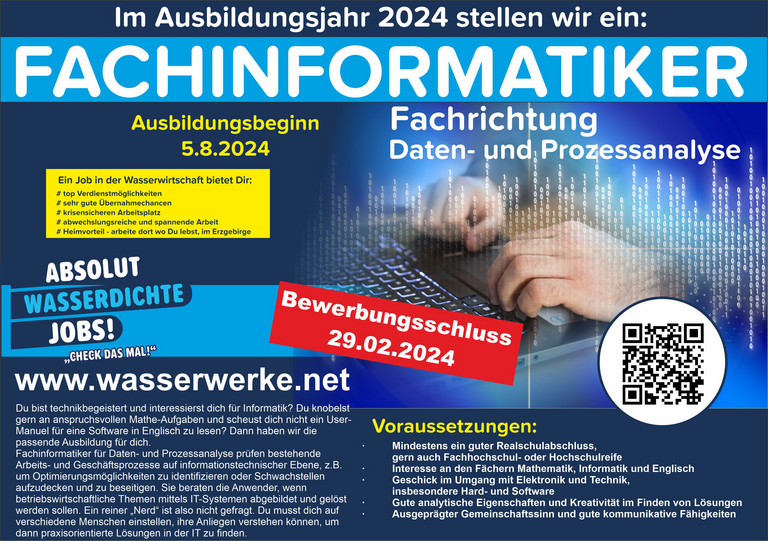 Im Ausbildungsjahr 2024 stellen wir ein:
FACHINFORMATIKER
Ausbildungsbeginn
5.8.2024
Fachrichtung
Daten- und Prozessanalyse
Ein Job in der Wasserwirtschaft bietet Dir:
# top Verdienstmöglichkeiten
# sehr gute Übernahmechancen
# krisensicheren Arbeitsplatz
# abwechslungsreiche und spannende Arbeit
# Heimvorteil - arbeite dort wo Du lebst, im Erzgebirge
ABSOLUT
WASSERDICHTE
JOBS!
„CHECK DAS MAL!“
Bewerbungsschluss
29.02.2024
www.wasserwerke.net
Du bist technikbegeistert und interessierst dich für Informatik? Du knobelst
gern an anspruchsvollen Mathe-Aufgaben und scheust dich nicht ein User-
Manuel für eine Software in Englisch zu lesen? Dann haben wir die
passende Ausbildung für dich.
Fachinformatiker für Daten- und Prozessanalyse prüfen bestehende
Arbeits- und Geschäftsprozesse auf informationstechnischer Ebene, z.B.
um Optimierungsmöglichkeiten zu identifizieren oder Schwachstellen
aufzudecken und zu beseitigen. Sie beraten die Anwender, wenn
betriebswirtschaftliche Themen mittels IT-Systemen abgebildet und gelöst
werden sollen. Ein reiner „Nerd“ ist also nicht gefragt. Du musst dich auf
verschiedene Menschen einstellen, ihre Anliegen verstehen können, um
dann praxisorientierte Lösungen in der IT zu finden.
Voraussetzungen:
· Mindestens ein guter Realschulabschluss,
gern auch Fachhochschul- oder Hochschulreife
· Interesse an den Fächern Mathematik, Informatik und Englisch
· Geschick im Umgang mit Elektronik und Technik,
insbesondere Hard- und Software
· Gute analytische Eigenschaften und Kreativität im Finden von Lösungen
· Ausgeprägter Gemeinschaftssinn und gute kommunikative Fähigkeiten